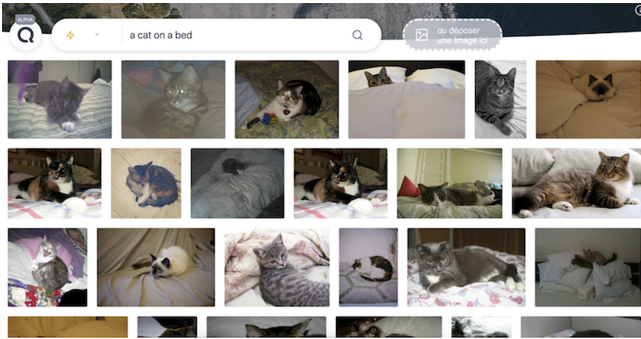 ALPHA
a cat on a bed
ou déposer
une image ici